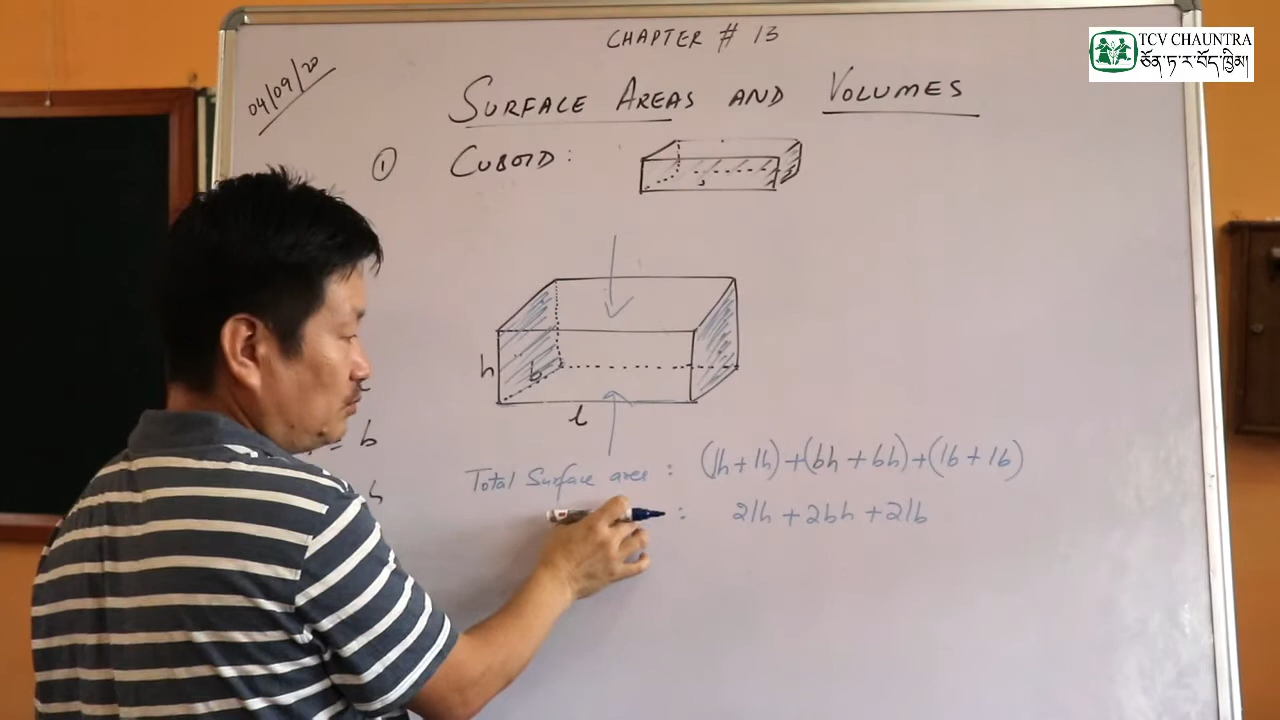 CHAPTER # 13
TCV CHAUNTRA
ཅོན་ཏ་ར་བོད་ཁྱིམ།
04/09/20
SURFACE AREAS AND VOLUMES
① CUBOID:
h
b
l
= b
h
Total Surface area : (lh + lh) + (bh + bh) + (lb + lb)
: 2lh + 2bh + 2lb